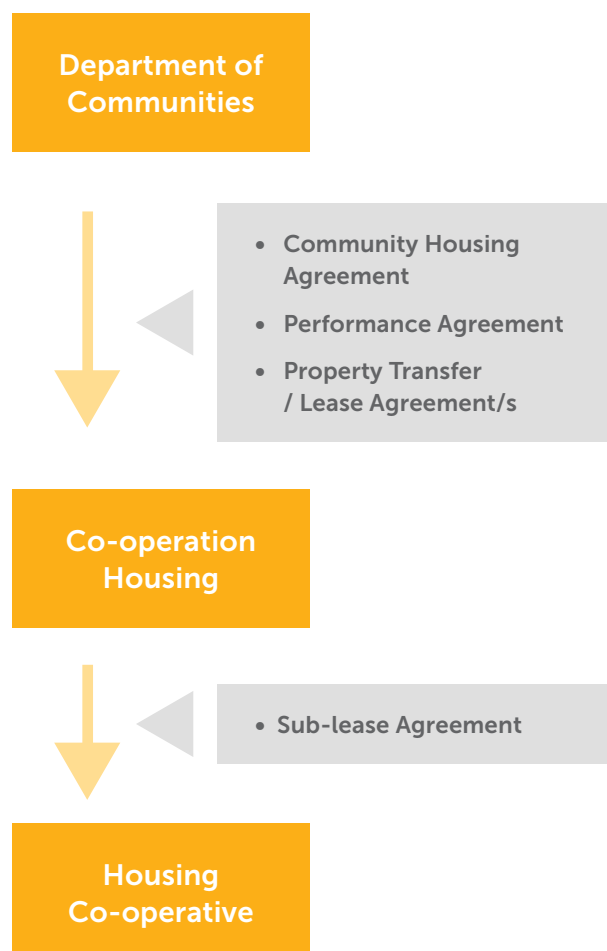 Department of
Communities
• Community Housing
Agreement
• Performance Agreement
• Property Transfer
/ Lease Agreement/s
Co-operation
Housing
• Sub-lease Agreement
Housing
Co-operative